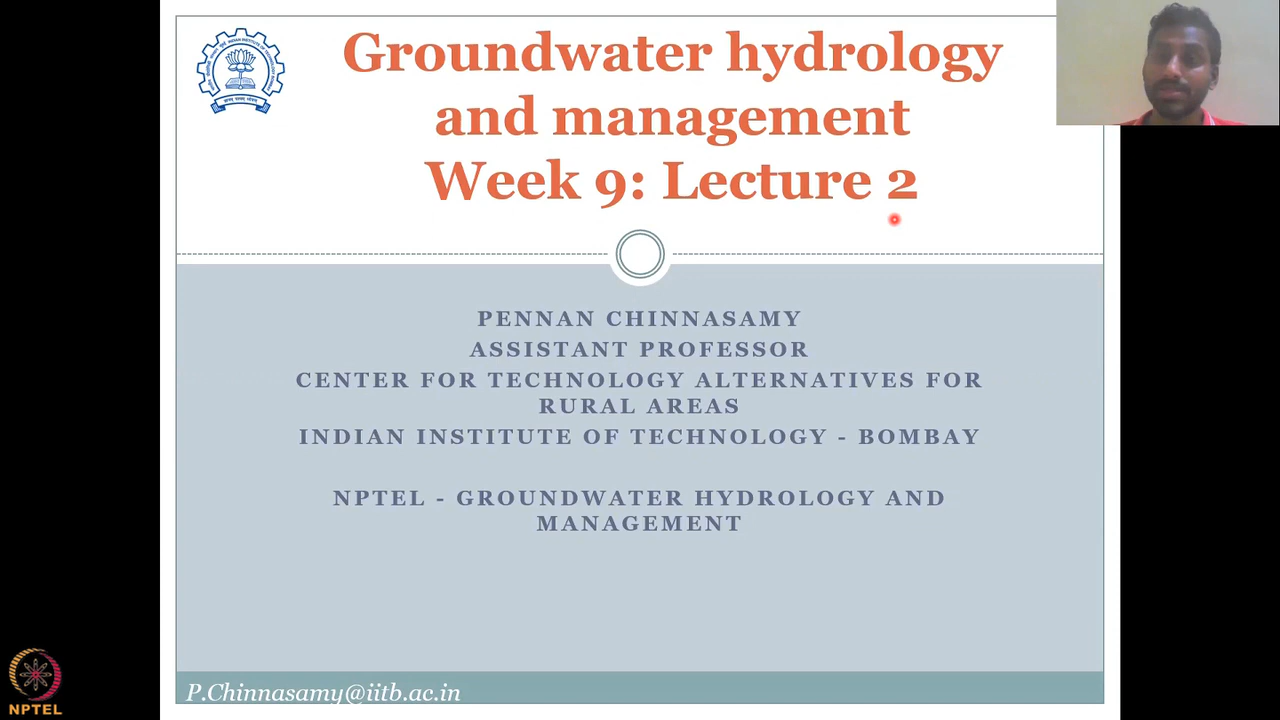 Groundwater hydrology
and management
Week 9: Lecture 2
PENNAN CHINNASAMY
ASSISTANT PROFESSOR
CENTER FOR TECHNOLOGY ALTERNATIVES FOR
RURAL AREAS
INDIAN INSTITUTE OF TECHNOLOGY - BOMBAY
NPTEL - GROUNDWATER HYDROLOGY AND
MANAGEMENT
P.Chinnasamy@iitb.ac.in
NPTEL